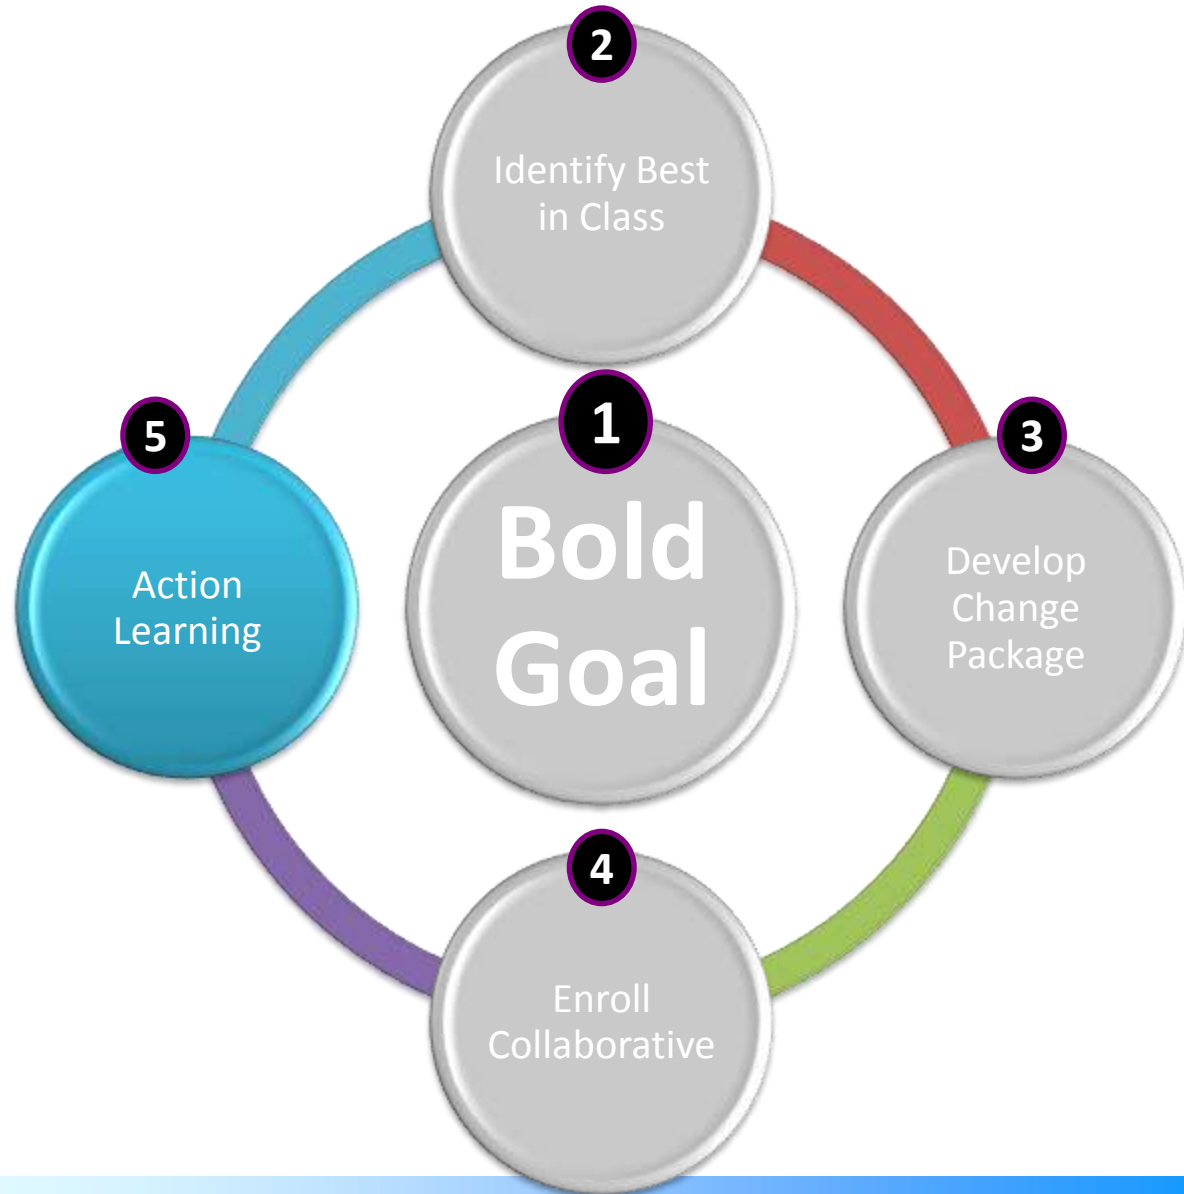 1
Bold
Goal
2
Identify Best
in Class
3
Develop
Change
Package
4
Enroll
Collaborative
5
Action
Learning